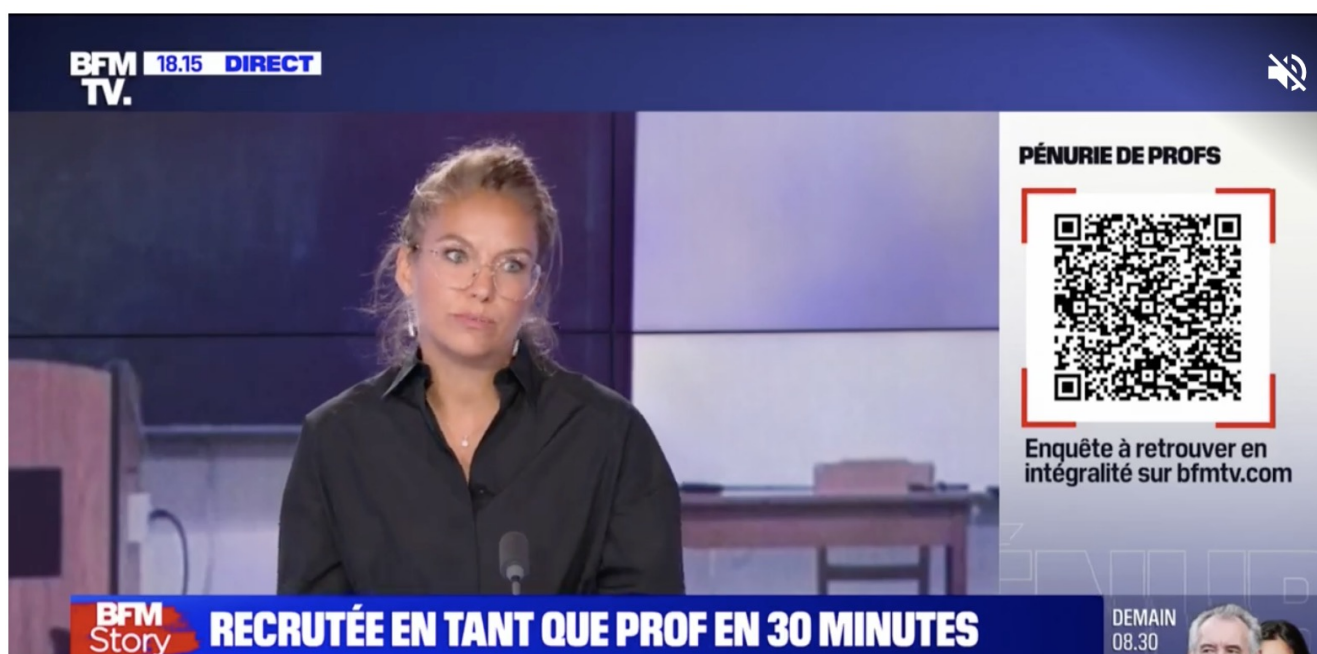 BFM
TV.
18.15 DIRECT
PÉNURIE DE PROFS
Enquête à retrouver en
intégralité sur bfmtv.com
BFM
Story
RECRUTÉE EN TANT QUE PROF EN 30 MINUTES
DEMAIN
08.30